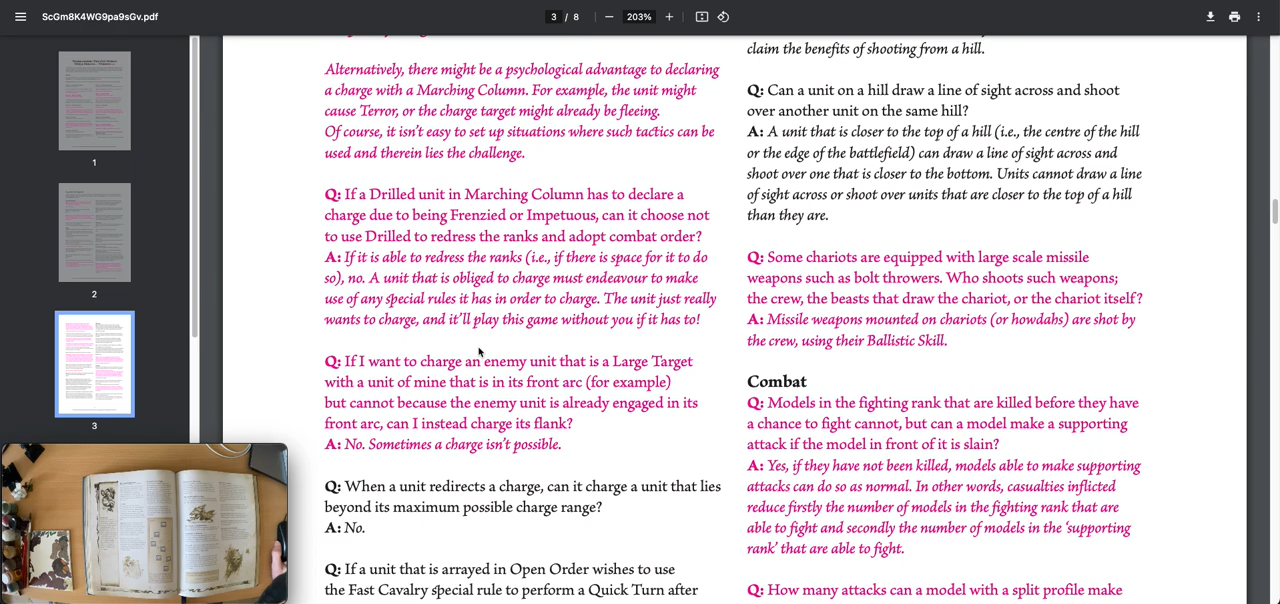 ScGm8K4WG9pa9sGv.pdf
3 / 8
203%
1
2
3
Alternatively, there might be a psychological advantage to declaring
a charge with a Marching Column. For example, the unit might
cause Terror, or the charge target might already be fleeing.
Of course, it isn't easy to set up situations where such tactics can be
used and therein lies the challenge.
Q: If a Drilled unit in Marching Column has to declare a
charge due to being Frenzied or Impetuous, can it choose not
to use Drilled to redress the ranks and adopt combat order?
A: If it is able to redress the ranks (i.e., if there is space for it to do
so), no. A unit that is obliged to charge must endeavour to make
use of any special rules it has in order to charge. The unit just really
wants to charge, and it'll play this game without you if it has to!
Q: If I want to charge an enemy unit that is a Large Target
with a unit of mine that is in its front arc (for example)
but cannot because the enemy unit is already engaged in its
front arc, can I instead charge its flank?
A: No. Sometimes a charge isn't possible.
Q: When a unit redirects a charge, can it charge a unit that lies
beyond its maximum possible charge range?
A: No.
Q: If a unit that is arrayed in Open Order wishes to use
the Fast Cavalry special rule to perform a Quick Turn after
claim the benefits of shooting from a hill.
Q: Can a unit on a hill draw a line of sight across and shoot
over another unit on the same hill?
A: A unit that is closer to the top of a hill (i.e., the centre of the hill
or the edge of the battlefield) can draw a line of sight across and
shoot over one that is closer to the bottom. Units cannot draw a line
of sight across or shoot over units that are closer to the top of a hill
than they are.
Q: Some chariots are equipped with large scale missile
weapons such as bolt throwers. Who shoots such weapons;
the crew, the beasts that draw the chariot, or the chariot itself?
A: Missile weapons mounted on chariots (or howdahs) are shot by
the crew, using their Ballistic Skill.
Combat
Q: Models in the fighting rank that are killed before they have
a chance to fight cannot, but can a model make a supporting
attack if the model in front of it is slain?
A: Yes, if they have not been killed, models able to make supporting
attacks can do so as normal. In other words, casualties inflicted
reduce firstly the number of models in the fighting rank that are
able to fight and secondly the number of models in the 'supporting
rank' that are able to fight.
Q: How many attacks can a model with a split profile make